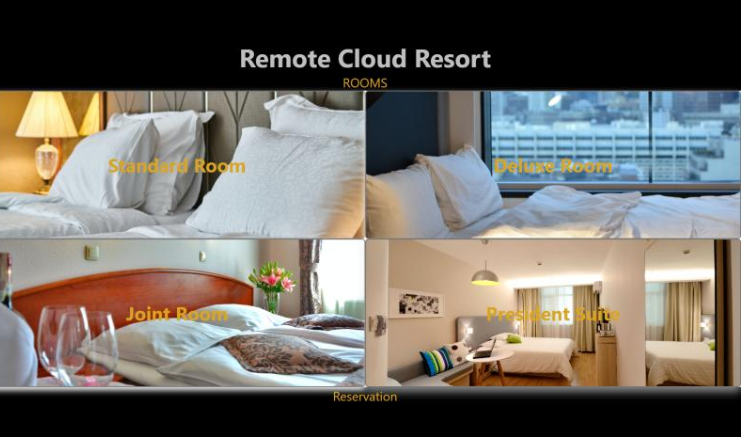 Remote Cloud Resort
ROOMS
Standard Room
Deluxe Room
Joint Room
President Suite
Reservation